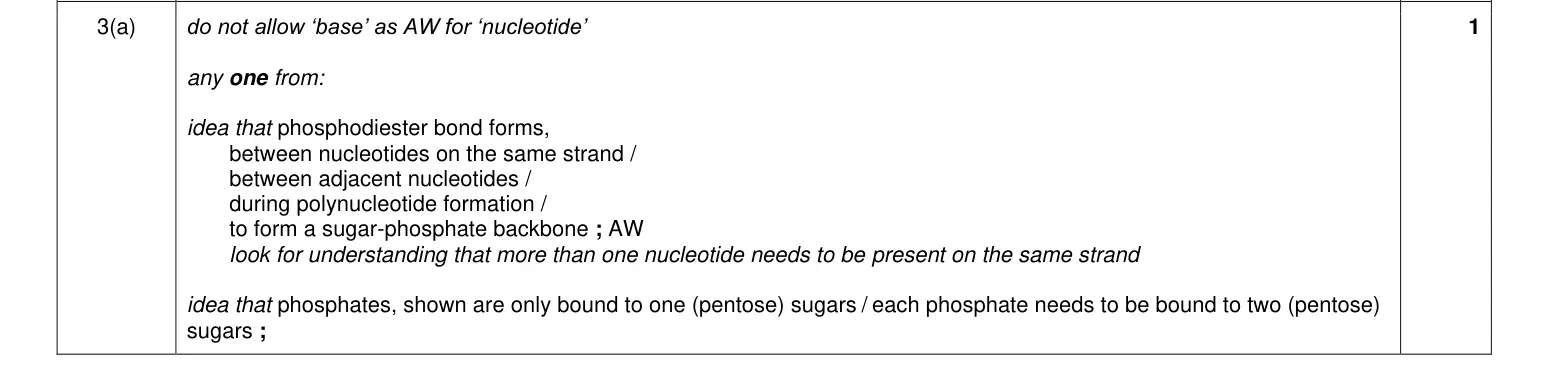 3(a) do not allow ‘base’ as AW for ‘nucleotide’ 1
any one from:
idea that phosphodiester bond forms,
between nucleotides on the same strand /
between adjacent nucleotides /
during polynucleotide formation /
to form a sugar-phosphate backbone ; AW
look for understanding that more than one nucleotide needs to be present on the same strand
idea that phosphates, shown are only bound to one (pentose) sugars / each phosphate needs to be bound to two (pentose)
sugars ;